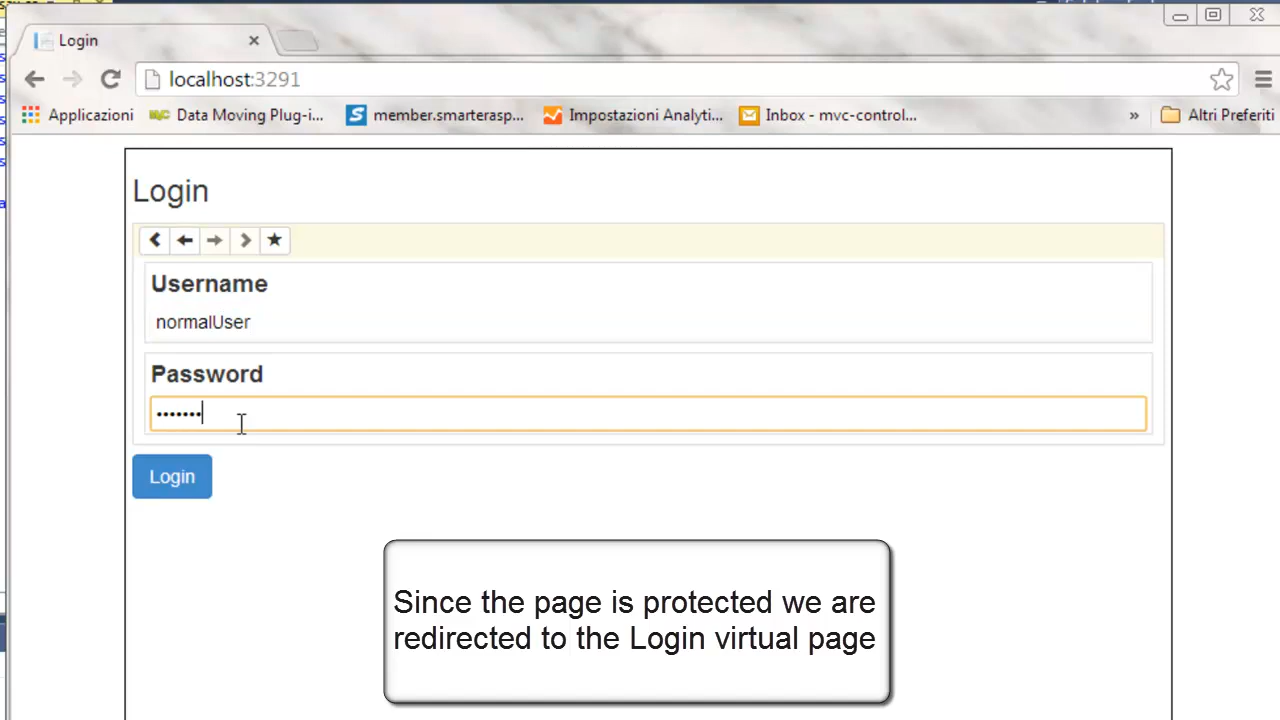 Login
localhost:3291
Applicazioni Data Moving Plug-i... member.smarterasp... Impostazioni Analyti... Inbox - mvc-control... » Altri Preferiti
Login
Username
normalUser
Password
•••••••
Login
Since the page is protected we are
redirected to the Login virtual page